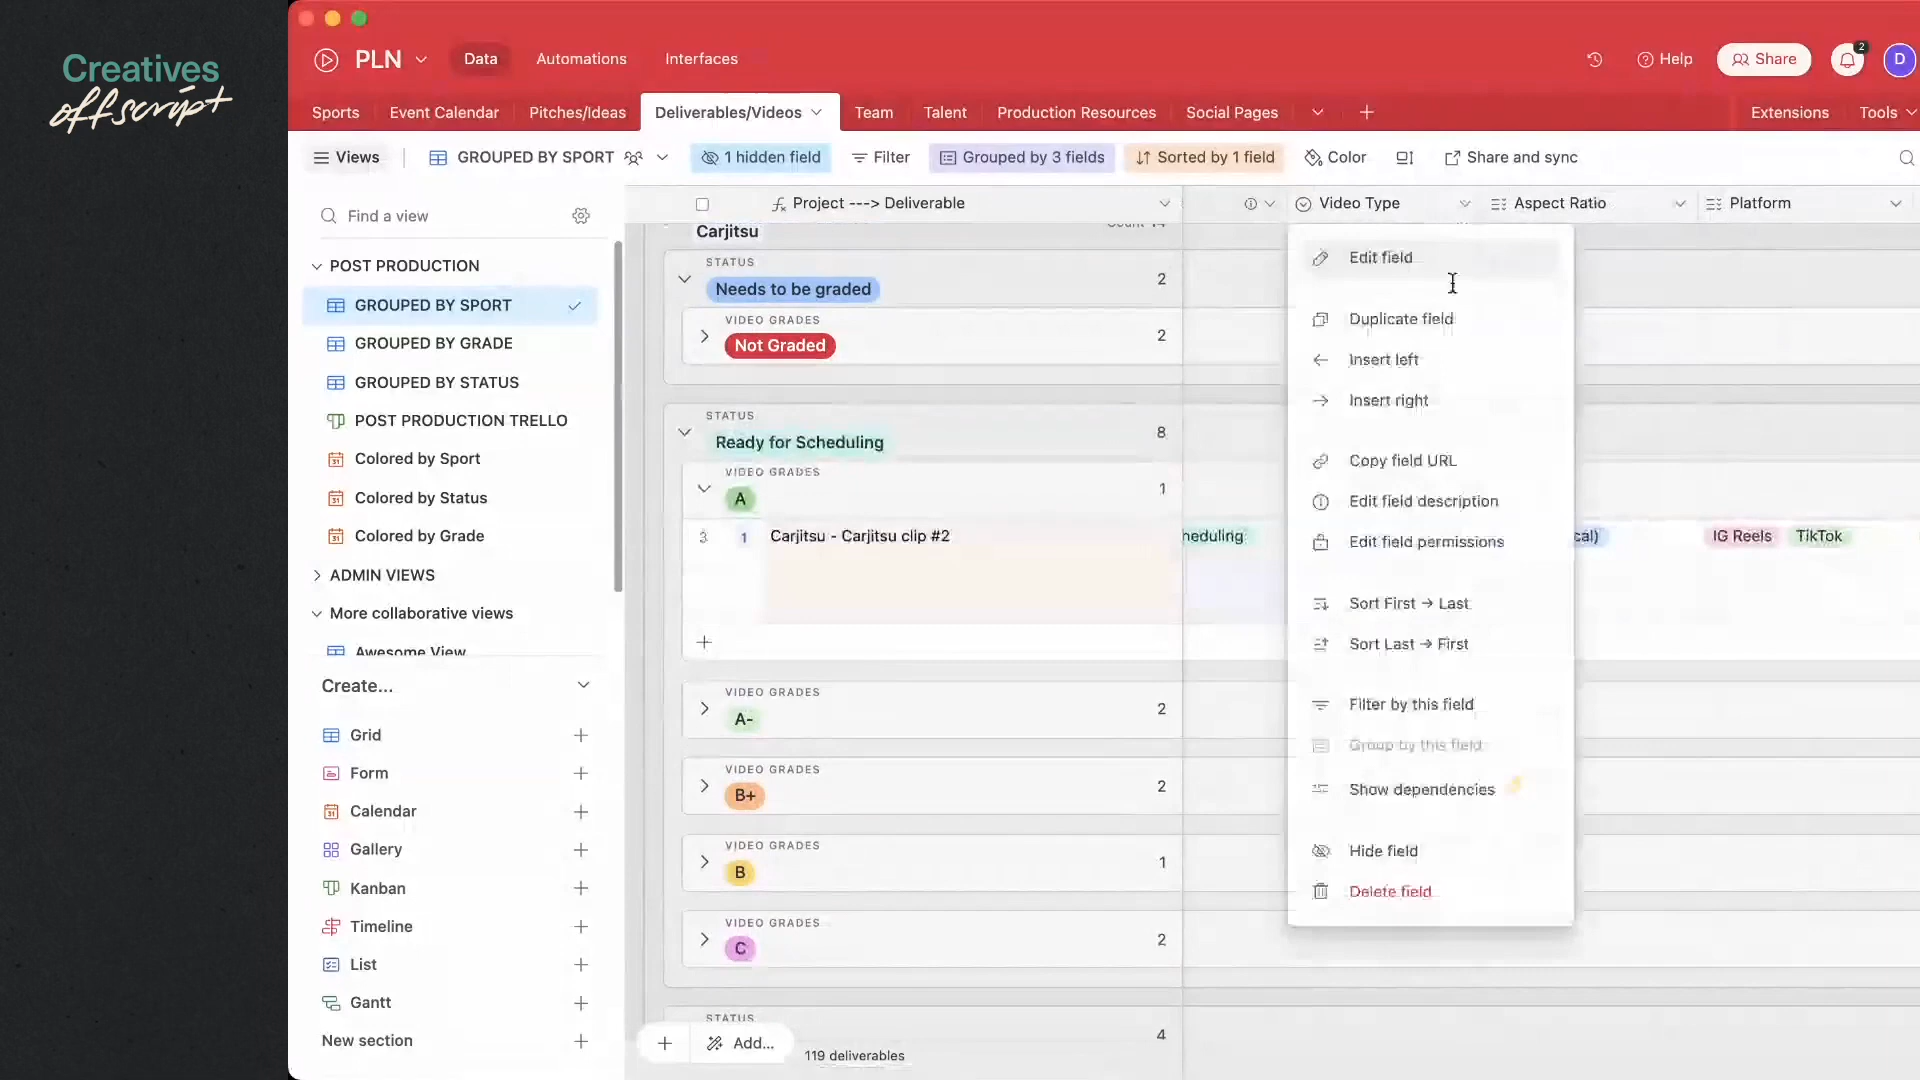 Creatives
offscript
PLN
Data
Automations
Interfaces
Help
Share
2
D
Sports
Event Calendar
Pitches/Ideas
Deliverables/Videos
Team
Talent
Production Resources
Social Pages
Extensions
Tools
Views
GROUPED BY SPORT
1 hidden field
Filter
Grouped by 3 fields
Sorted by 1 field
Color
Share and sync
Find a view
POST PRODUCTION
GROUPED BY SPORT
GROUPED BY GRADE
GROUPED BY STATUS
POST PRODUCTION TRELLO
Colored by Sport
Colored by Status
Colored by Grade
ADMIN VIEWS
More collaborative views
Awesome View
Create...
Grid
Form
Calendar
Gallery
Kanban
Timeline
List
Gantt
New section
Project ---> Deliverable
Video Type
Aspect Ratio
Platform
Carjitsu
Count 14
STATUS
Needs to be graded
2
VIDEO GRADES
Not Graded
2
STATUS
Ready for Scheduling
8
VIDEO GRADES
A
1
3
1
Carjitsu - Carjitsu clip #2
heduling
cal)
IG Reels
TikTok
VIDEO GRADES
A-
2
VIDEO GRADES
B+
2
VIDEO GRADES
B
1
VIDEO GRADES
C
2
STATUS
4
Add...
119 deliverables
Edit field
Duplicate field
Insert left
Insert right
Copy field URL
Edit field description
Edit field permissions
Sort First → Last
Sort Last → First
Filter by this field
Group by this field
Show dependencies
Hide field
Delete field